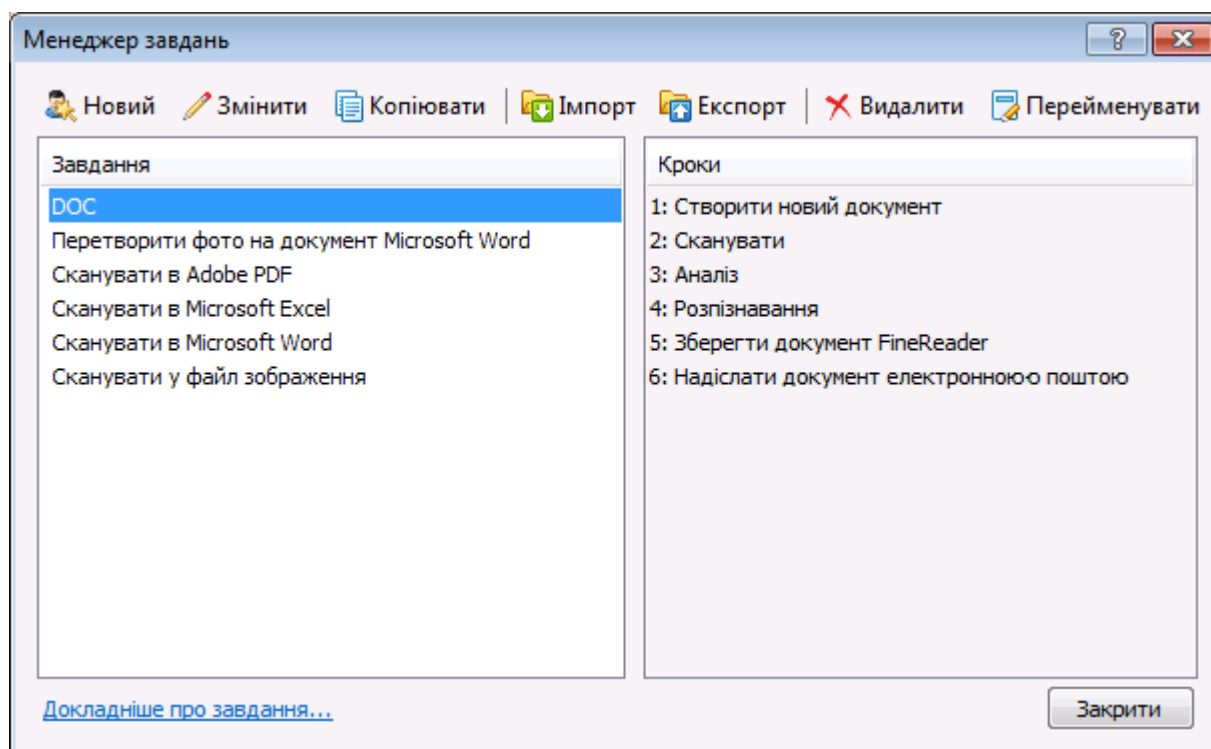 Менеджер завдань
Новий Змінити Копіювати Імпорт Експорт Видалити Перейменувати
Завдання
DOC
Перетворити фото на документ Microsoft Word
Сканувати в Adobe PDF
Сканувати в Microsoft Excel
Сканувати в Microsoft Word
Сканувати у файл зображення
Кроки
1: Створити новий документ
2: Сканувати
3: Аналіз
4: Розпізнавання
5: Зберегти документ FineReader
6: Надіслати документ електронною поштою
Докладніше про завдання...
Закрити